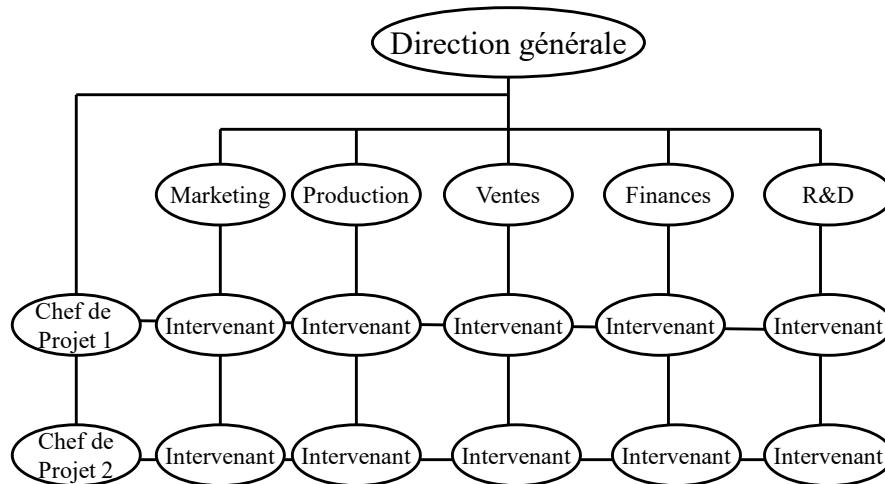 Direction générale
Marketing
Production
Ventes
Finances
R&D
Chef de
Projet 1
Intervenant
Intervenant
Intervenant
Intervenant
Intervenant
Chef de
Projet 2
Intervenant
Intervenant
Intervenant
Intervenant
Intervenant